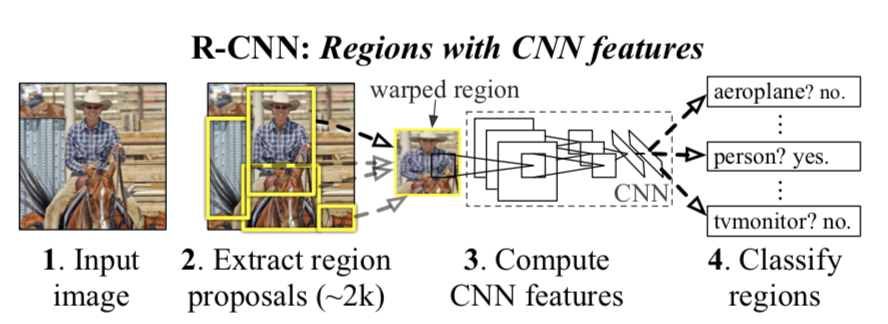 R-CNN: Regions with CNN features
warped region
aeroplane? no.
⋮
person? yes.
⋮
tvmonitor? no.
CNN
1. Input
image
2. Extract region
proposals (~2k)
3. Compute
CNN features
4. Classify
regions